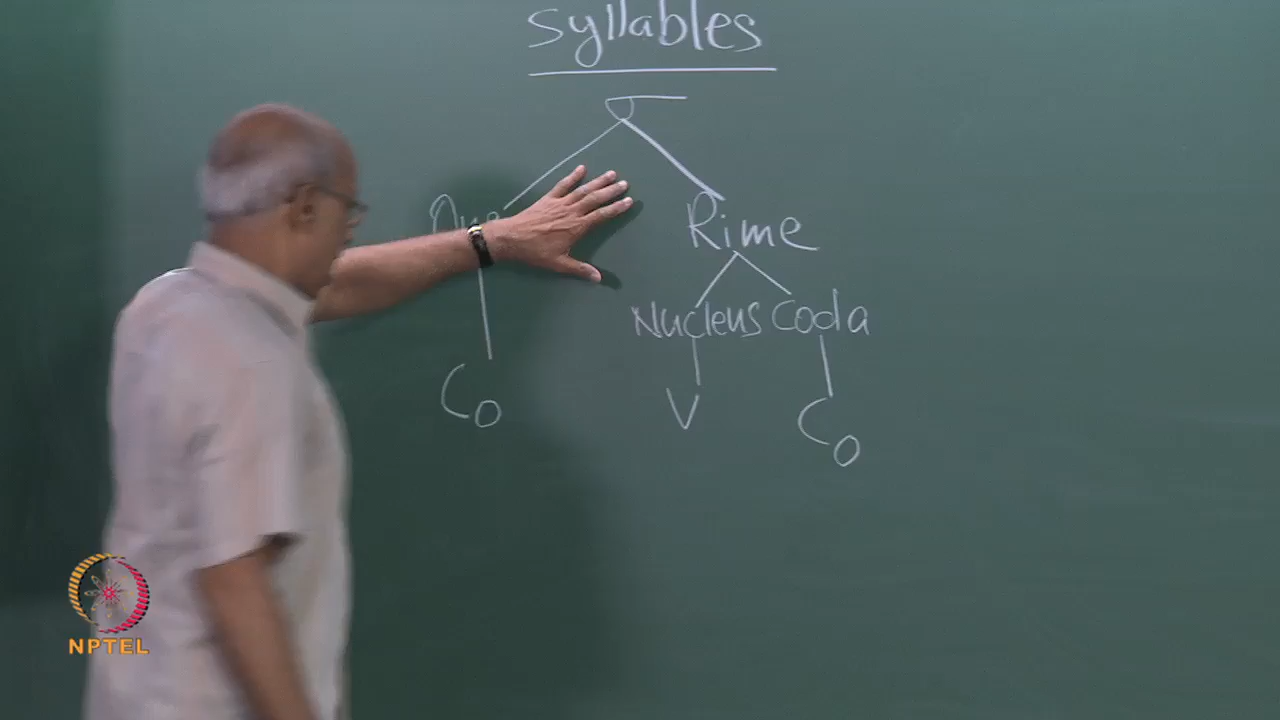 Syllables
σ
Rime
Nucleus Coda
C0 V C0
NPTEL